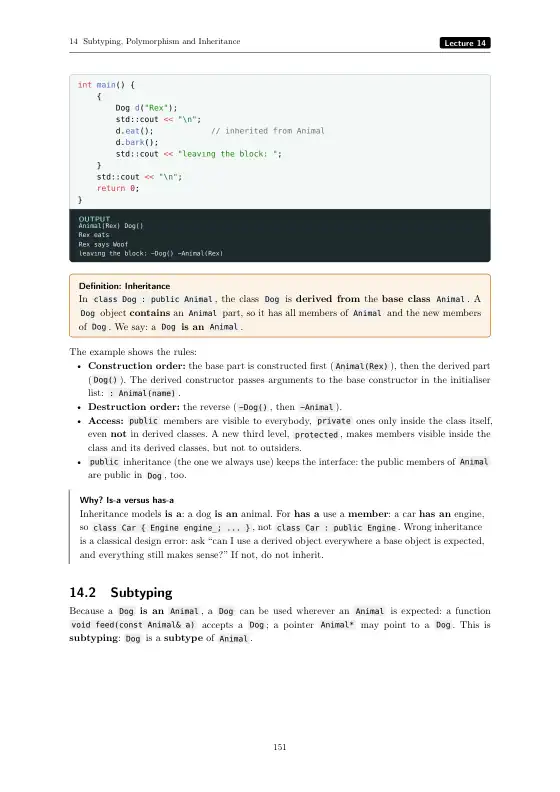 14 Subtyping, Polymorphism and Inheritance
Lecture 14
int main() {
    {
        Dog d("Rex");
        std::cout << "\n";
        d.eat();            // inherited from Animal
        d.bark();
        std::cout << "leaving the block: ";
    }
    std::cout << "\n";
    return 0;
}
OUTPUT
Animal(Rex) Dog()
Rex eats
Rex says Woof
leaving the block: ~Dog() ~Animal(Rex)
Definition: Inheritance
In class Dog : public Animal, the class Dog is derived from the base class Animal. A
Dog object contains an Animal part, so it has all members of Animal and the new members
of Dog. We say: a Dog is an Animal.
The example shows the rules:
• Construction order: the base part is constructed first (Animal(Rex)), then the derived part
(Dog()). The derived constructor passes arguments to the base constructor in the initialiser
list: : Animal(name).
• Destruction order: the reverse (~Dog(), then ~Animal).
• Access: public members are visible to everybody, private ones only inside the class itself,
even not in derived classes. A new third level, protected, makes members visible inside the
class and its derived classes, but not to outsiders.
• public inheritance (the one we always use) keeps the interface: the public members of Animal
are public in Dog, too.
Why? Is-a versus has-a
Inheritance models is a: a dog is an animal. For has a use a member: a car has an engine,
so class Car { Engine engine_; ... }, not class Car : public Engine. Wrong inheritance
is a classical design error: ask “can I use a derived object everywhere a base object is expected,
and everything still makes sense?” If not, do not inherit.
14.2 Subtyping
Because a Dog is an Animal, a Dog can be used wherever an Animal is expected: a function
void feed(const Animal& a) accepts a Dog; a pointer Animal* may point to a Dog. This is
subtyping: Dog is a subtype of Animal.
151